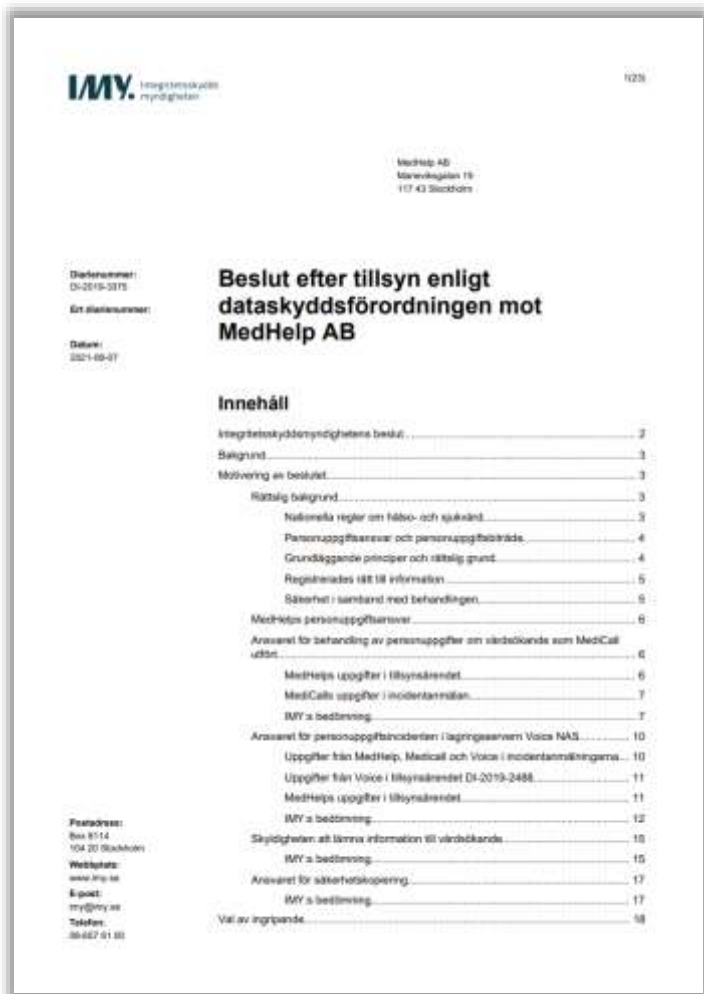 IMY. Integritetsskydds
myndigheten
1(23)
MedHelp AB
117 43 Stockholm
Diarienummer:
DI-2019-3375
Ert diarienummer:
Datum:
Beslut efter tillsyn enligt
dataskyddsförordningen mot
MedHelp AB
Innehåll
Integritetsskyddsmyndighetens beslut 2
Bakgrund 3
Motivering av beslutet 3
Rättslig bakgrund 3
Nationella regler om hälso- och sjukvård 3
Personuppgiftsansvar och personuppgiftsbiträde 4
Grundläggande principer och rättslig grund 4
Registrerades rätt till information 5
Säkerhet i samband med behandlingen 5
MedHelps personuppgiftsansvar 6
Ansvaret för behandling av personuppgifter om vårdsökande som MediCall
utfört 6
MedHelps uppgifter i tillsynsärendet 6
MediCalls uppgifter i incidentanmälan 7
IMY:s bedömning 7
Ansvaret för personuppgiftsincidenten i lagringsservern Voice NAS 10
Uppgifter från MedHelp, Medicall och Voice i incidentanmälningarna 10
Uppgifter från Voice i tillsynsärendet DI-2019-2488 11
MedHelps uppgifter i tillsynsärendet 11
IMY:s bedömning 12
Skyldigheten att lämna information till vårdsökande 15
IMY:s bedömning 15
Ansvaret för säkerhetskopiering 17
IMY:s bedömning 17
Val av ingripande 18
Postadress:
Box 8114
104 20 Stockholm
Webbplats:
www.imy.se
E-post:
imy@imy.se
Telefon:
08-657 61 00